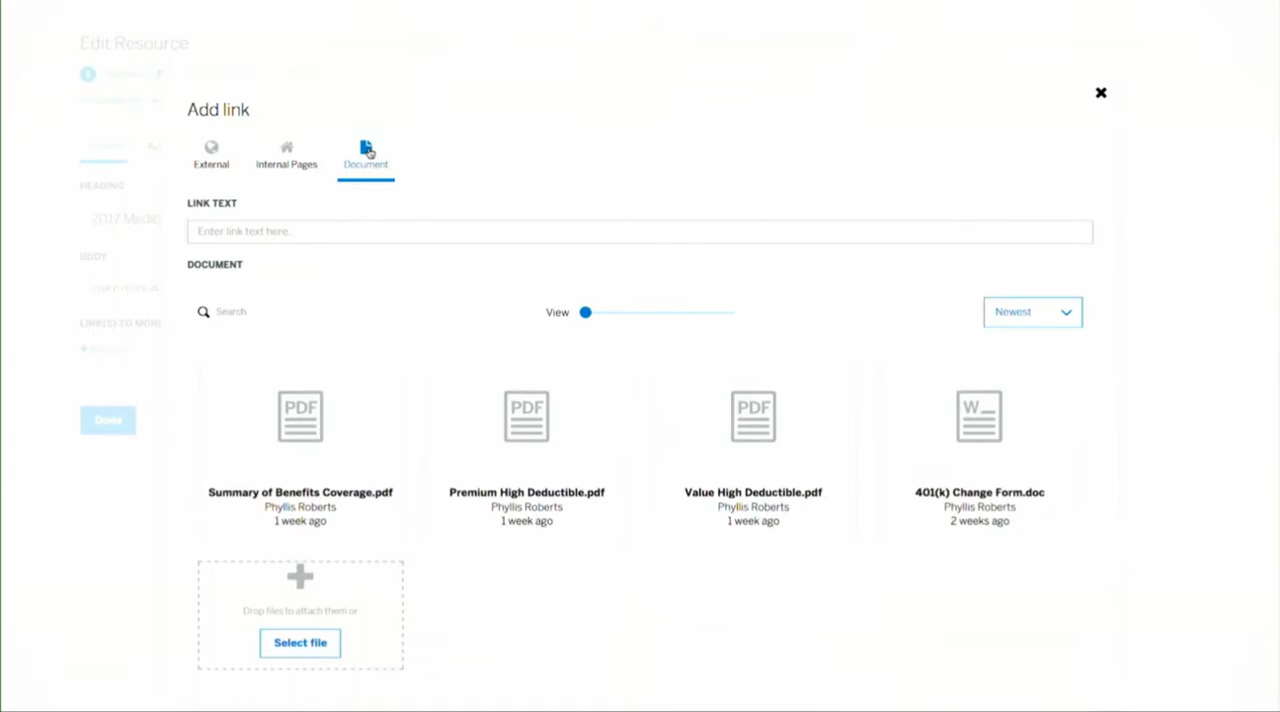 Edit Resource
Add link
External
Internal Pages
Document
HEADING
LINK TEXT
2017
Enter link text here.
BODY
DOCUMENT
Search
View
Newest
LINK(S) TO MORE
PDF
PDF
PDF
W
Done
Summary of Benefits Coverage.pdf
Phyllis Roberts
1 week ago
Premium High Deductible.pdf
Phyllis Roberts
1 week ago
Value High Deductible.pdf
Phyllis Roberts
1 week ago
401(k) Change Form.doc
Phyllis Roberts
2 weeks ago
Drop files to attach them or
Select file